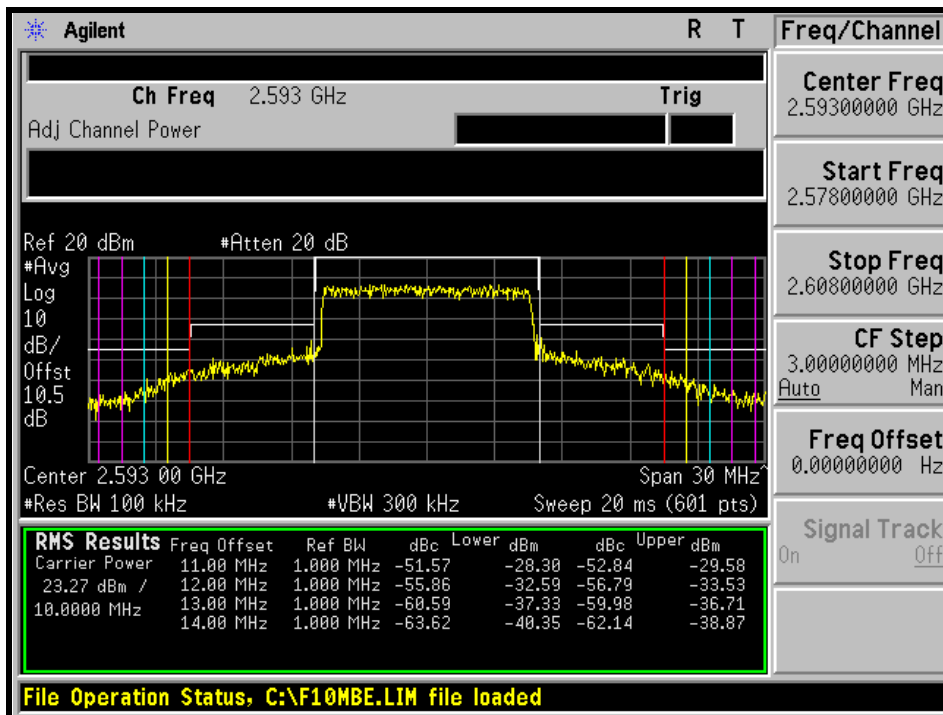 Agilent R T
Freq/Channel
Ch Freq 2.593 GHz Trig
Adj Channel Power
Center Freq
2.59300000 GHz
Start Freq
2.57800000 GHz
Stop Freq
2.60800000 GHz
CF Step
3.00000000 MHz
Auto Man
Freq Offset
0.00000000 Hz
Signal Track
On Off
Ref 20 dBm #Atten 20 dB
#Avg
Log
10
dB/
Offst
10.5
dB
Center 2.593 00 GHz Span 30 MHz^
#Res BW 100 kHz #VBW 300 kHz Sweep 20 ms (601 pts)
RMS Results Freq Offset Ref BW dBc Lower dBm dBc Upper dBm
Carrier Power 11.00 MHz 1.000 MHz -51.57 -28.30 -52.84 -29.58
23.27 dBm / 12.00 MHz 1.000 MHz -55.86 -32.59 -56.79 -33.53
10.0000 MHz 13.00 MHz 1.000 MHz -60.59 -37.33 -59.98 -36.71
14.00 MHz 1.000 MHz -63.62 -40.35 -62.14 -38.87
File Operation Status, C:\F10MBE.LIM file loaded